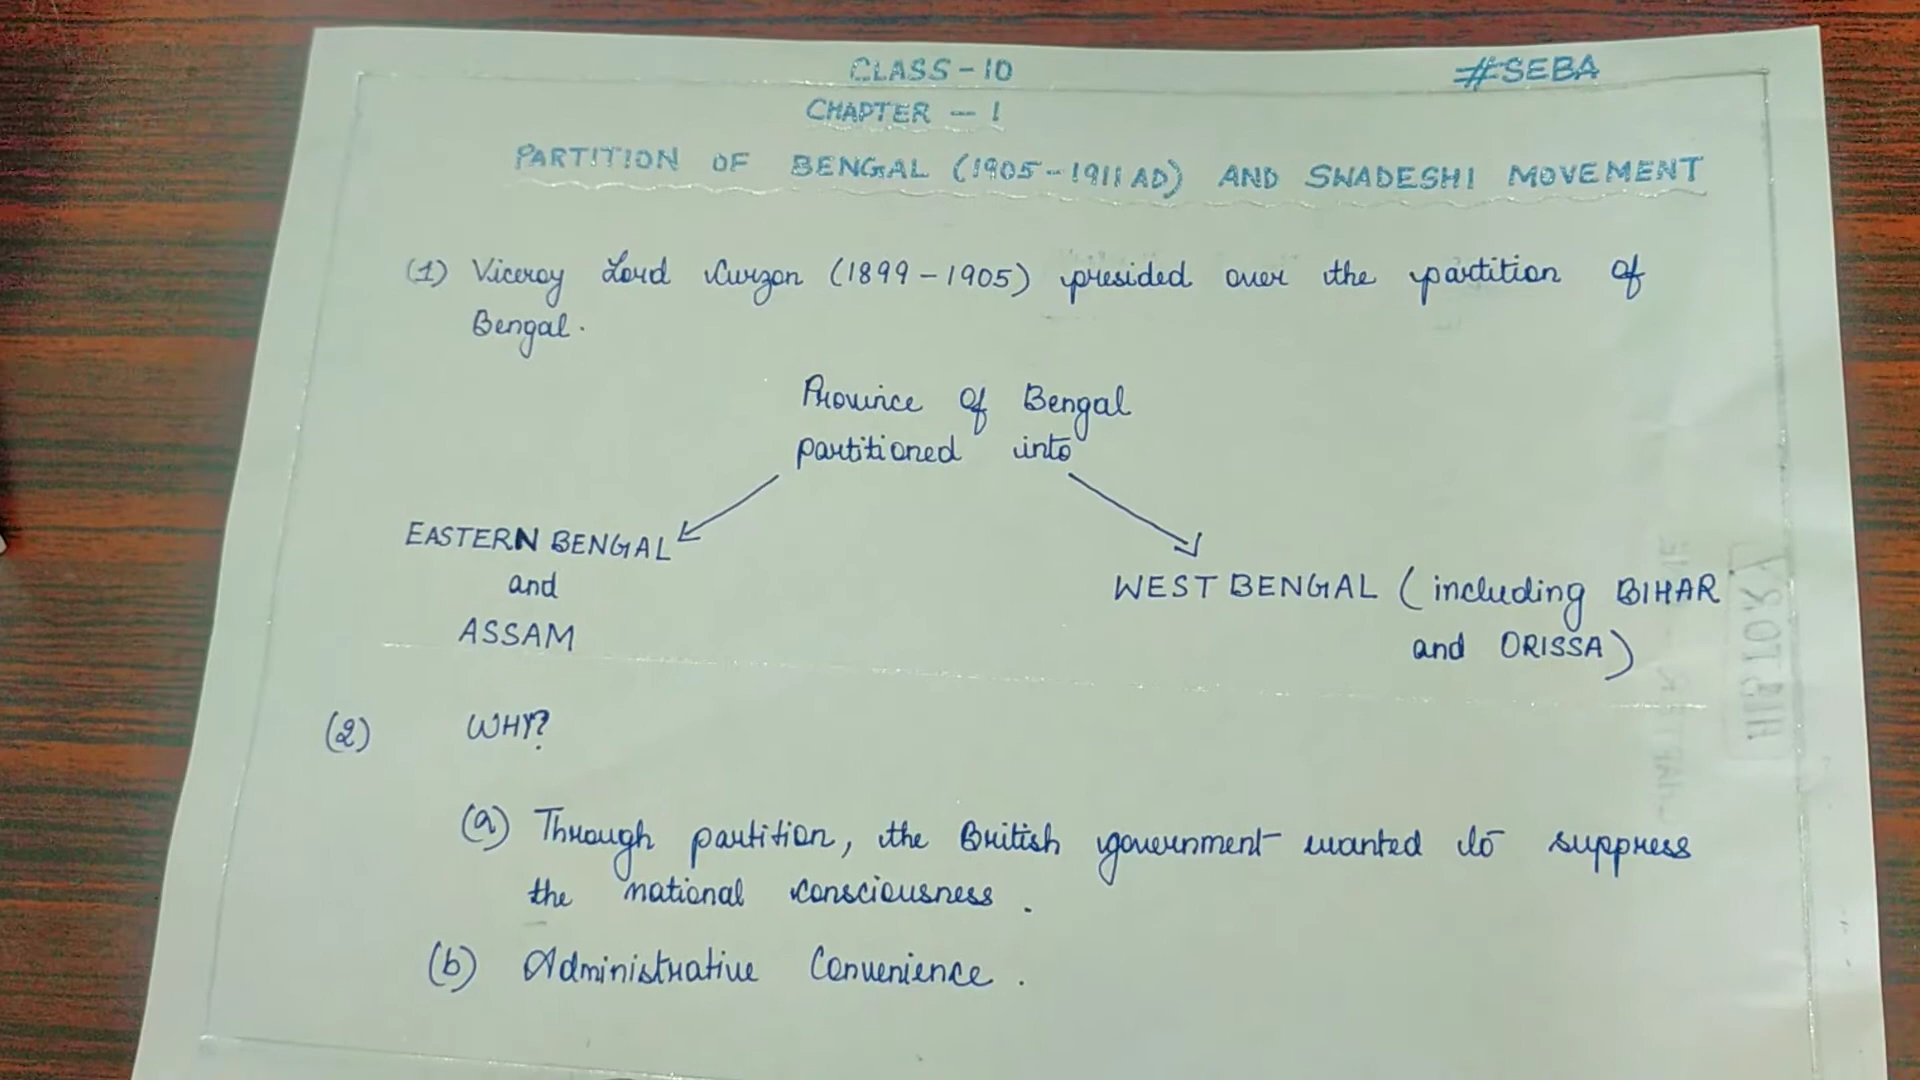 CLASS - 10
#SEBA
CHAPTER - 1
PARTITION OF BENGAL (1905-1911 AD) AND SWADESHI MOVEMENT
(1) Viceroy Lord Curzon (1899-1905) presided over the partition of
Bengal.
Province of Bengal
partitioned into
EASTERN BENGAL
and
ASSAM
WEST BENGAL (including BIHAR
and ORISSA)
(2) WHY?
(a) Through partition, the British government wanted to suppress
the national consciousness.
(b) Administrative Convenience.
HISTORY